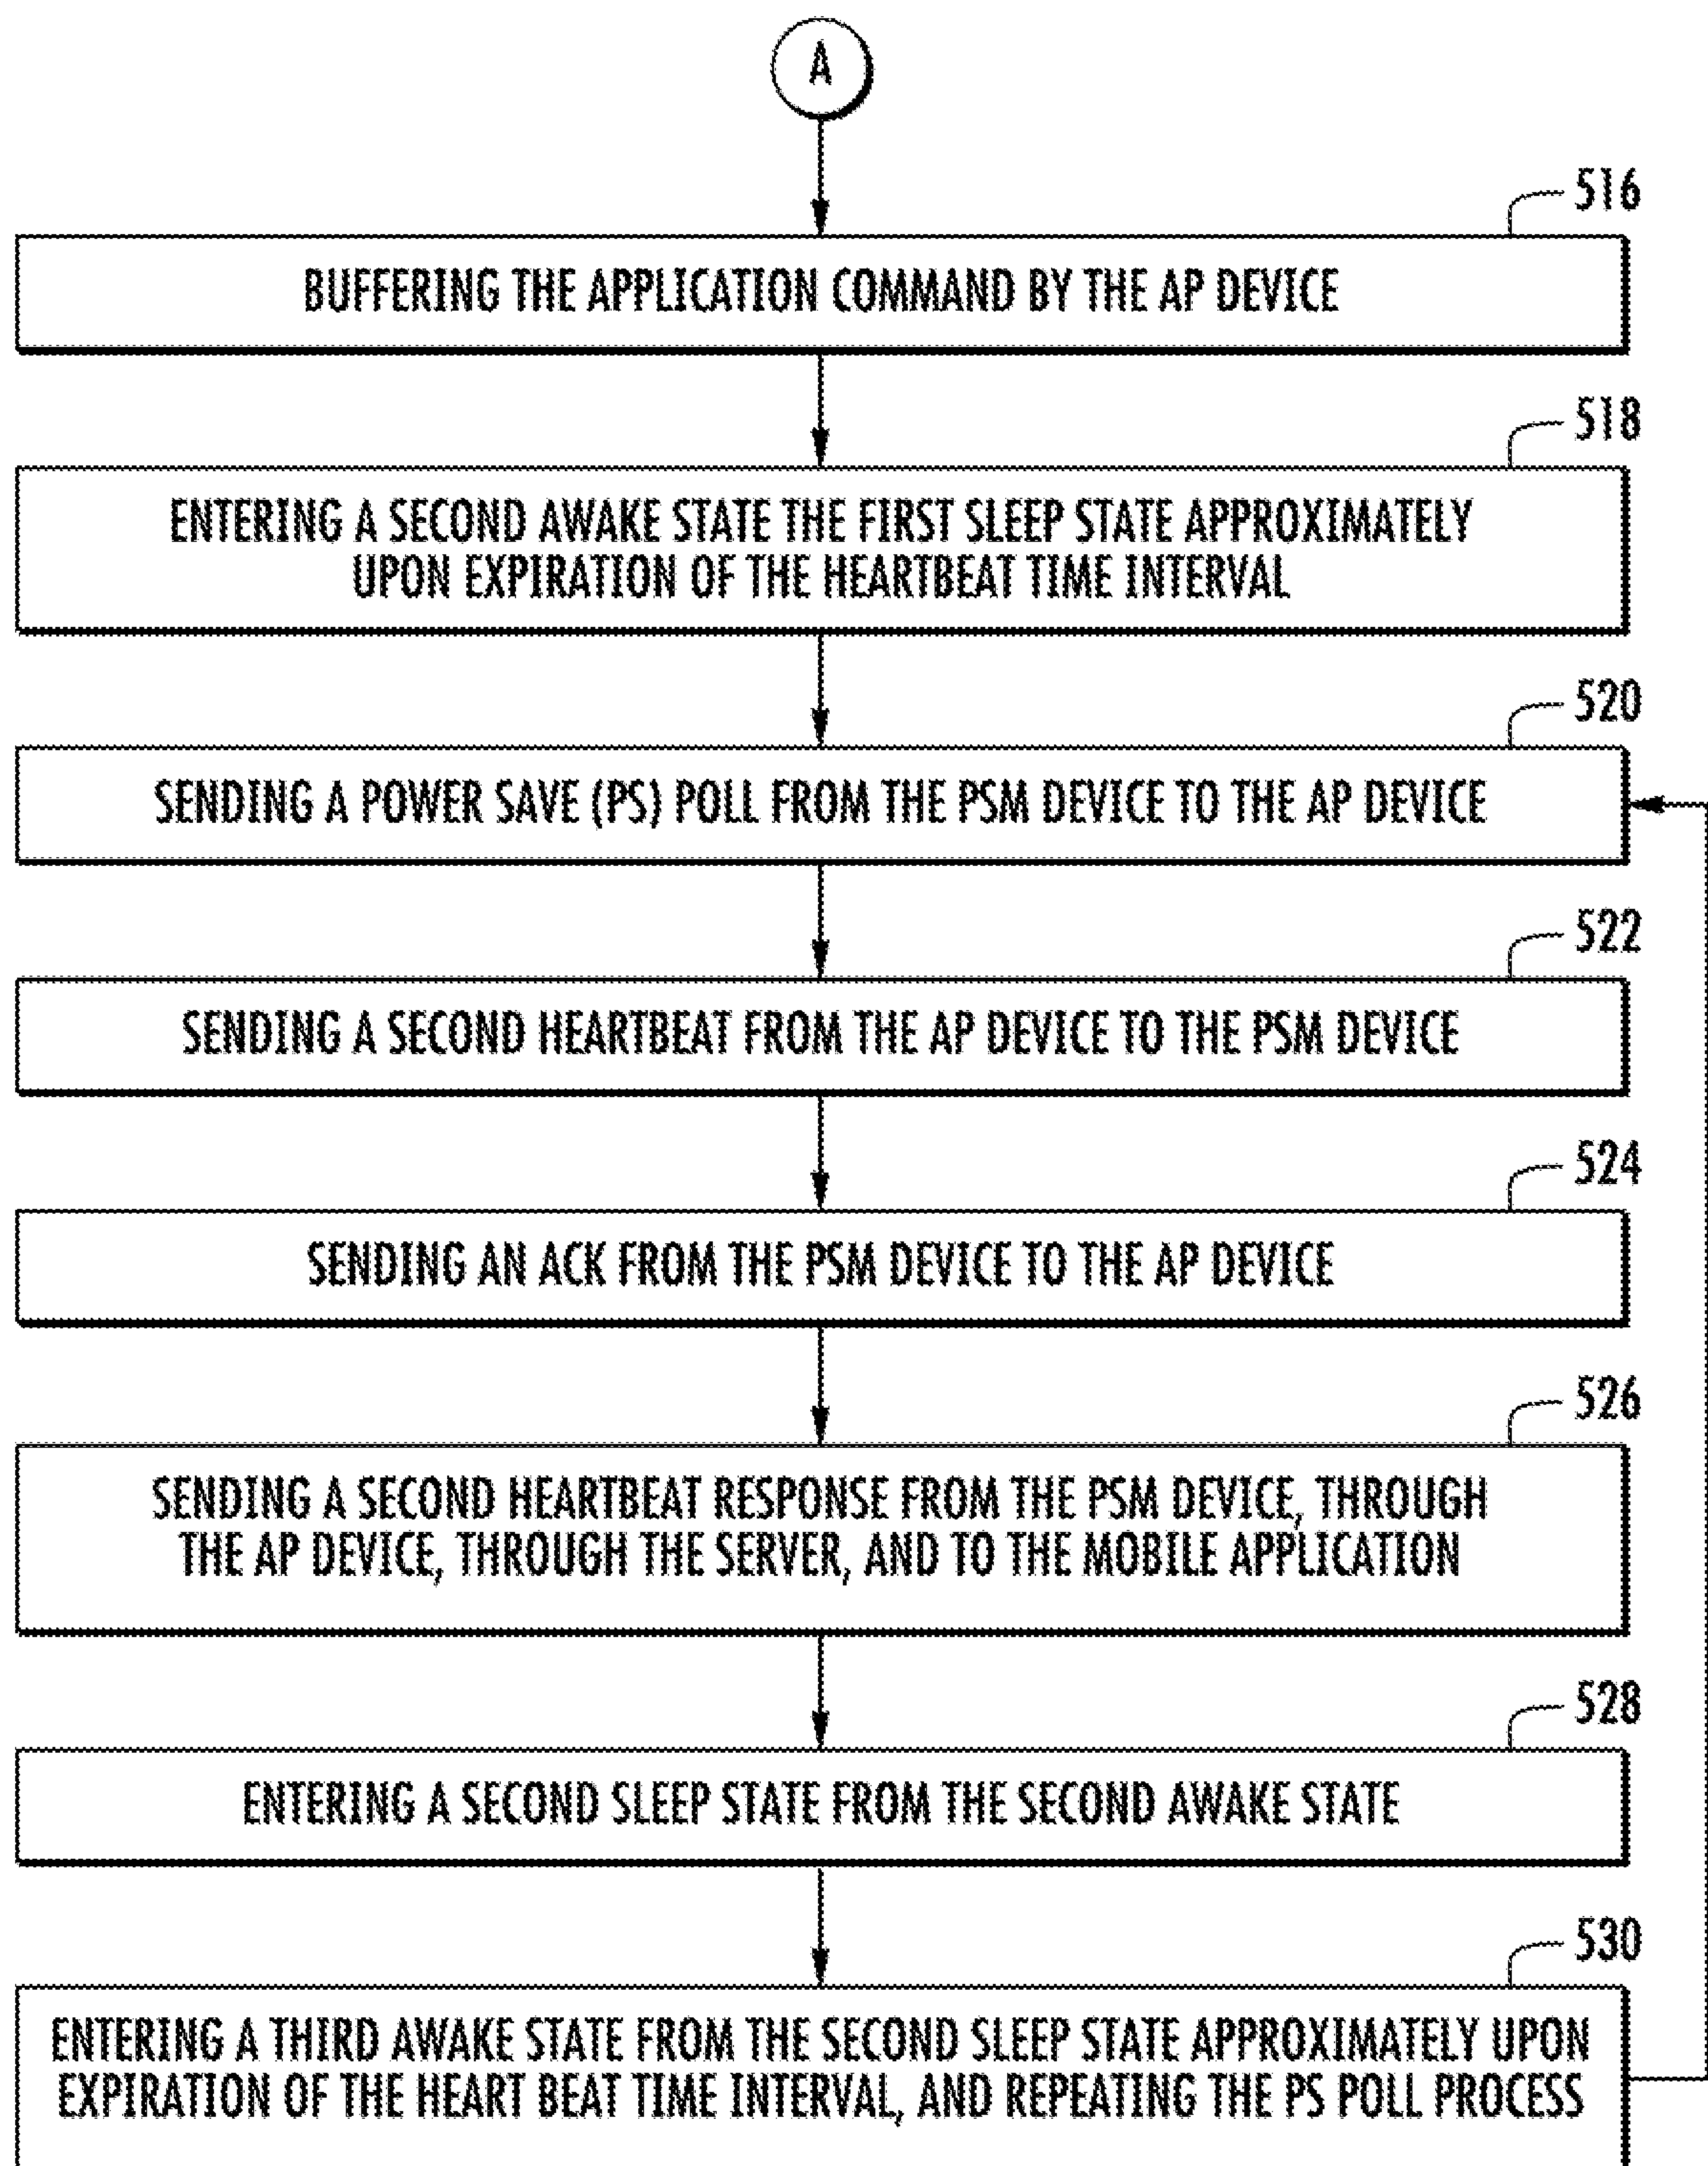 A
516
BUFFERING THE APPLICATION COMMAND BY THE AP DEVICE
518
ENTERING A SECOND AWAKE STATE THE FIRST SLEEP STATE APPROXIMATELY
UPON EXPIRATION OF THE HEARTBEAT TIME INTERVAL
520
SENDING A POWER SAVE (PS) POLL FROM THE PSM DEVICE TO THE AP DEVICE
522
SENDING A SECOND HEARTBEAT FROM THE AP DEVICE TO THE PSM DEVICE
524
SENDING AN ACK FROM THE PSM DEVICE TO THE AP DEVICE
526
SENDING A SECOND HEARTBEAT RESPONSE FROM THE PSM DEVICE, THROUGH
THE AP DEVICE, THROUGH THE SERVER, AND TO THE MOBILE APPLICATION
528
ENTERING A SECOND SLEEP STATE FROM THE SECOND AWAKE STATE
530
ENTERING A THIRD AWAKE STATE FROM THE SECOND SLEEP STATE APPROXIMATELY UPON
EXPIRATION OF THE HEART BEAT TIME INTERVAL, AND REPEATING THE PS POLL PROCESS